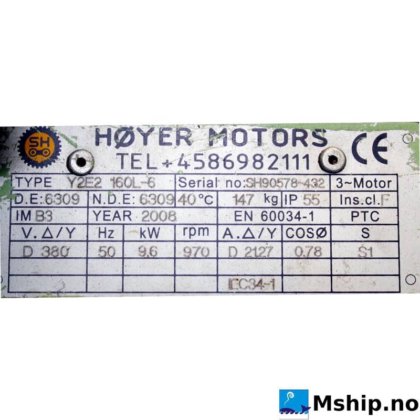 SH
HØYER MOTORS
TEL+4586982111
CE
TYPE Y2E2 160L-6 Serial no:SH90578-432 3~Motor
D.E:6309 N.D.E:6309 40°C 147 kg IP 55 Ins.cl.F
IM B3 YEAR 2008 EN 60034-1 PTC
V.△/Y Hz kW rpm A.△/Y COSØ S
D 380 50 9.6 970 D 21.27 0.78 S1
IEC34-1
Mship.no